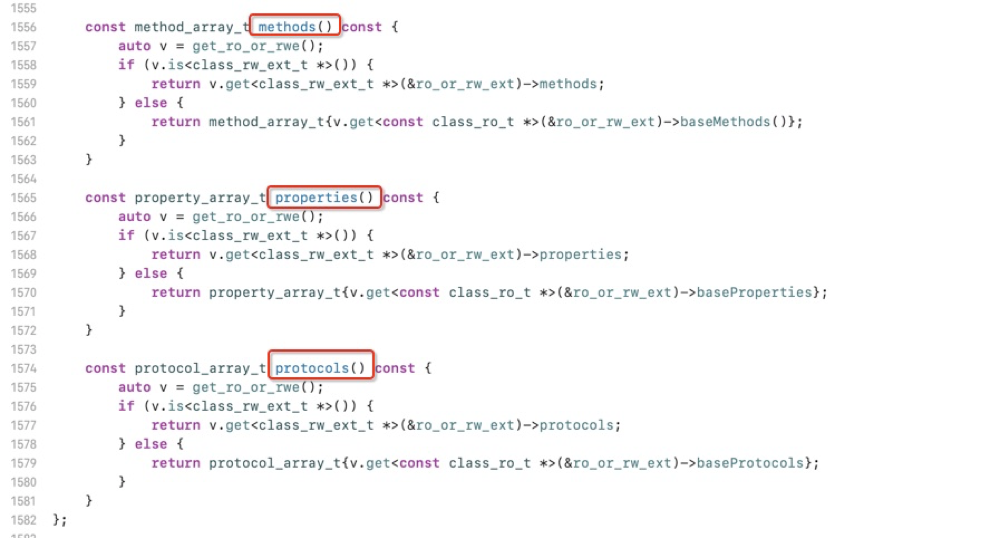 1555
1556 const method_array_t methods() const {
1557 auto v = get_ro_or_rwe();
1558 if (v.is<class_rw_ext_t *>()) {
1559 return v.get<class_rw_ext_t *>(&ro_or_rw_ext)->methods;
1560 } else {
1561 return method_array_t{v.get<const class_ro_t *>(&ro_or_rw_ext)->baseMethods()};
1562 }
1563 }
1564
1565 const property_array_t properties() const {
1566 auto v = get_ro_or_rwe();
1567 if (v.is<class_rw_ext_t *>()) {
1568 return v.get<class_rw_ext_t *>(&ro_or_rw_ext)->properties;
1569 } else {
1570 return property_array_t{v.get<const class_ro_t *>(&ro_or_rw_ext)->baseProperties};
1571 }
1572 }
1573
1574 const protocol_array_t protocols() const {
1575 auto v = get_ro_or_rwe();
1576 if (v.is<class_rw_ext_t *>()) {
1577 return v.get<class_rw_ext_t *>(&ro_or_rw_ext)->protocols;
1578 } else {
1579 return protocol_array_t{v.get<const class_ro_t *>(&ro_or_rw_ext)->baseProtocols};
1580 }
1581 }
1582 };